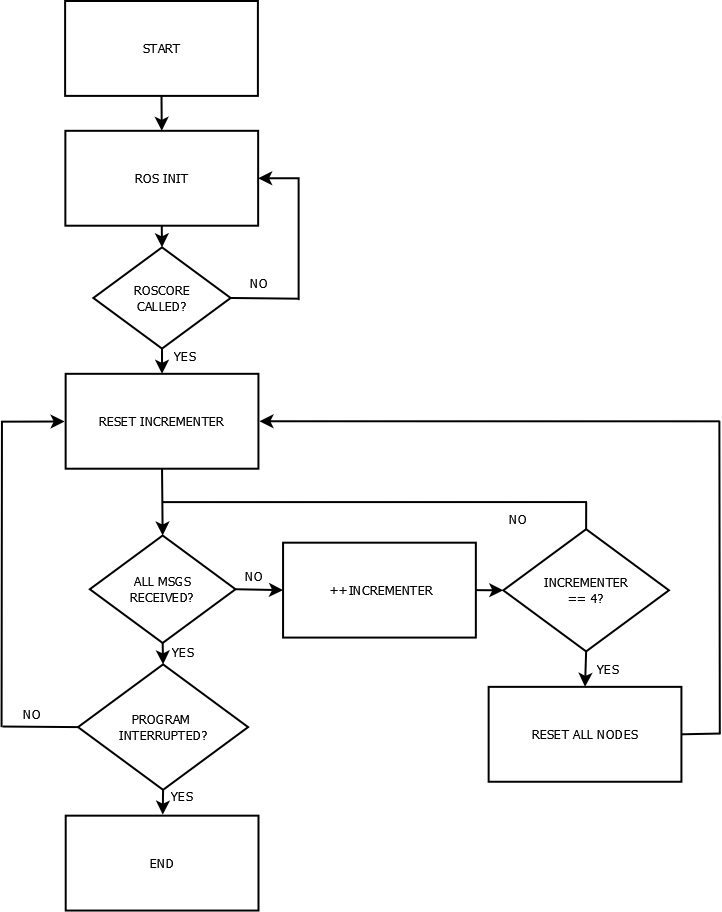 START
ROS INIT
ROSCORE
CALLED?
NO
YES
RESET INCREMENTER
NO
ALL MSGS
RECEIVED?
NO
++INCREMENTER
INCREMENTER
== 4?
YES
YES
RESET ALL NODES
NO
PROGRAM
INTERRUPTED?
YES
END